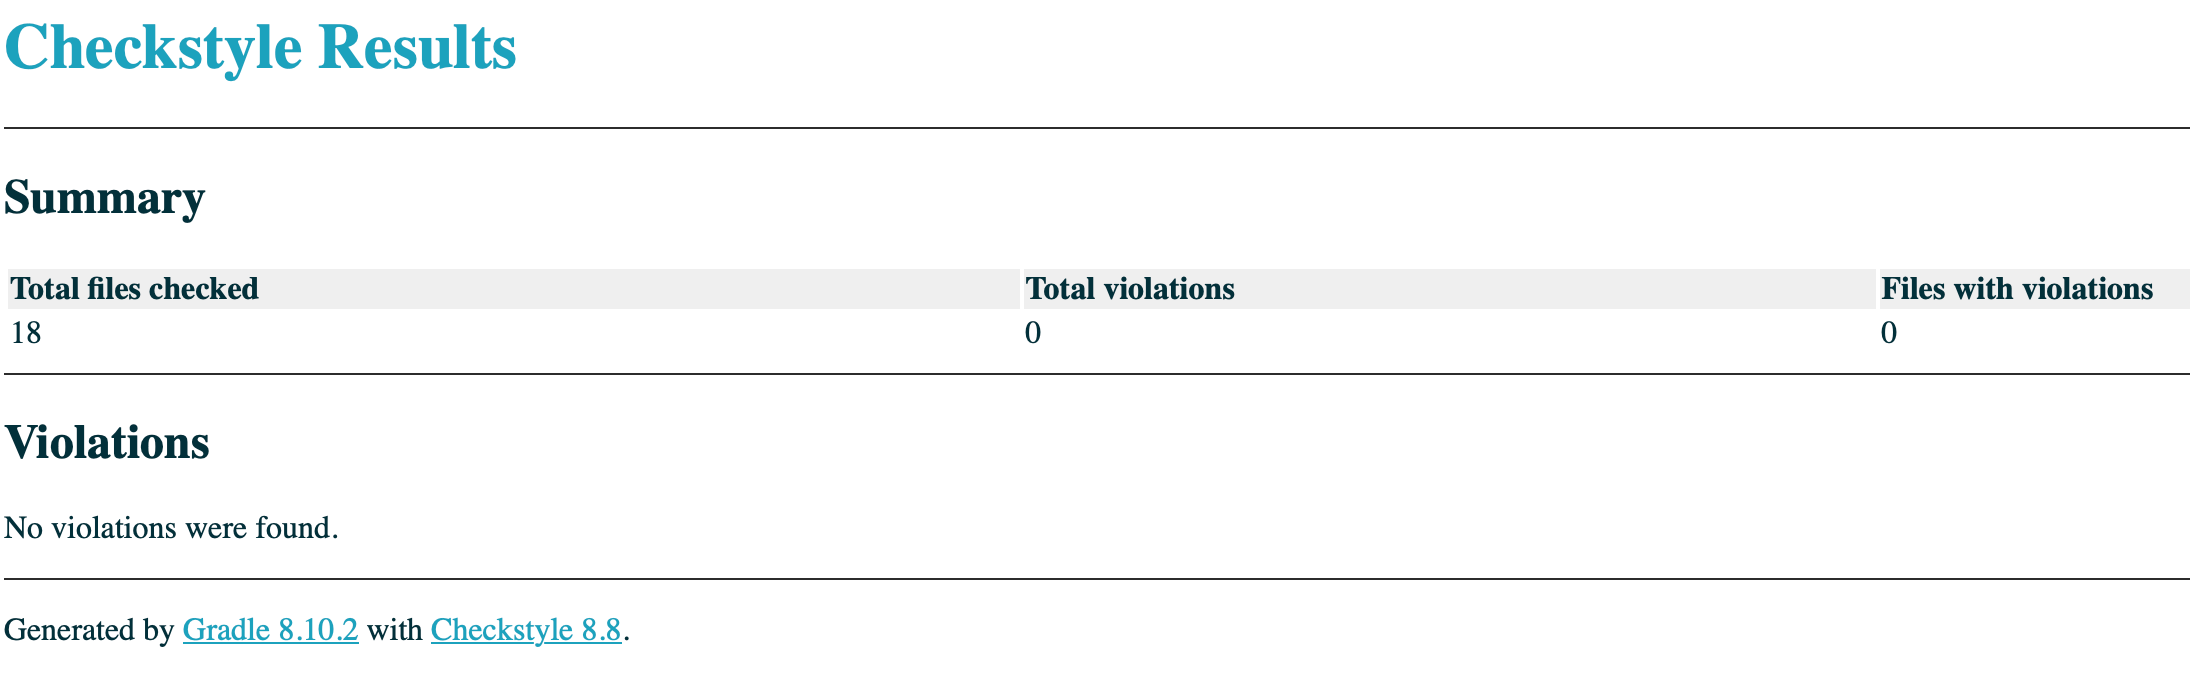 Checkstyle Results
Summary
Total files checked Total violations Files with violations
18 0 0
Violations
No violations were found.
Generated by Gradle 8.10.2 with Checkstyle 8.8.